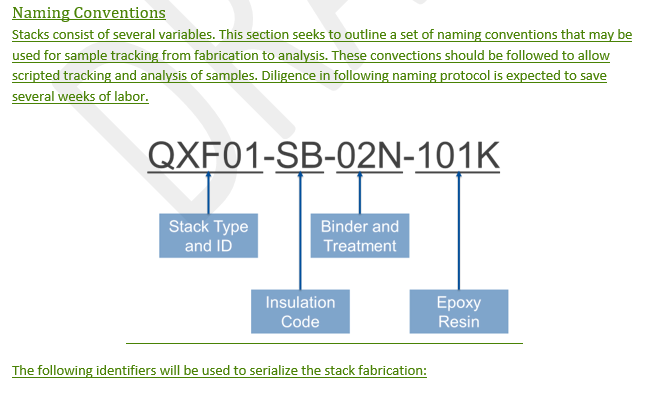 Naming Conventions
Stacks consist of several variables. This section seeks to outline a set of naming conventions that may be
used for sample tracking from fabrication to analysis. These convections should be followed to allow
scripted tracking and analysis of samples. Diligence in following naming protocol is expected to save
several weeks of labor.
QXF01-SB-02N-101K
Stack Type
and ID
Binder and
Treatment
Insulation
Code
Epoxy
Resin
The following identifiers will be used to serialize the stack fabrication: